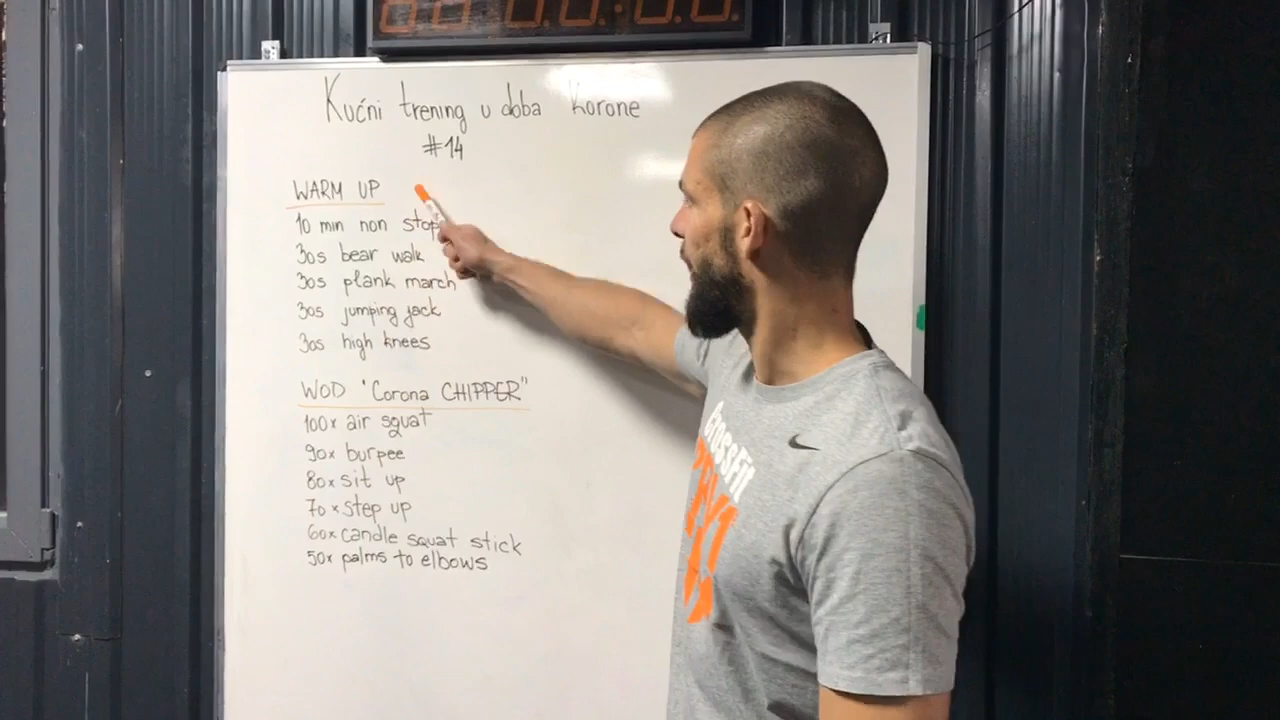 Kućni trening u doba Korone
#14
WARM UP
10 min non stop
30s bear walk
30s plank march
30s jumping jack
30s high knees
WOD "Corona CHIPPER"
100x air squat
90x burpee
80x sit up
70x step up
60x candle squat stick
50x palms to elbows
CrossFit